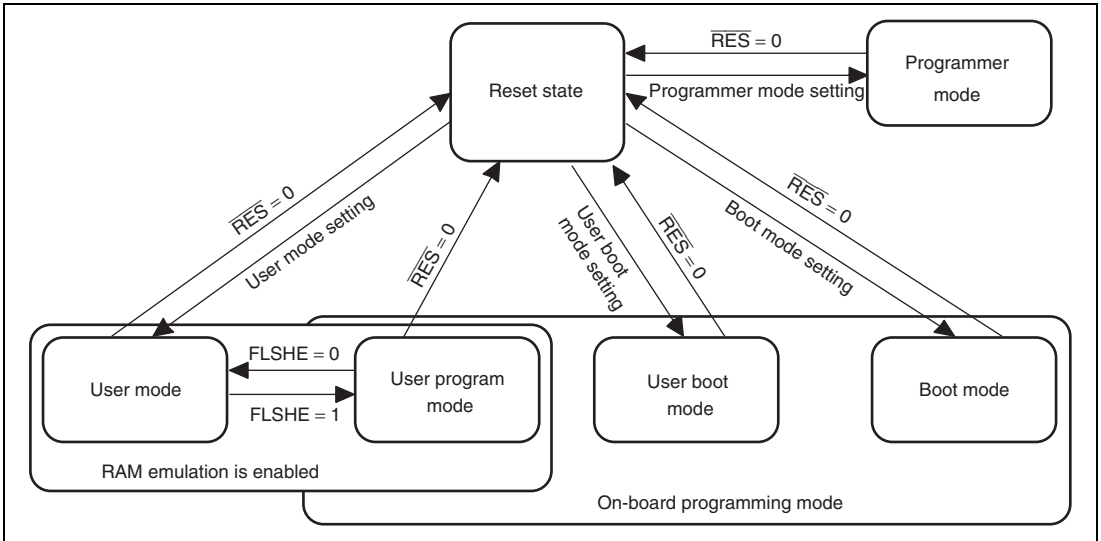 Reset state
RES = 0
Programmer mode setting
Programmer
mode
RES = 0
User mode setting
RES = 0
User boot
mode setting
RES = 0
Boot mode setting
RES = 0
User mode
FLSHE = 0
FLSHE = 1
User program
mode
User boot
mode
Boot mode
RAM emulation is enabled
On-board programming mode